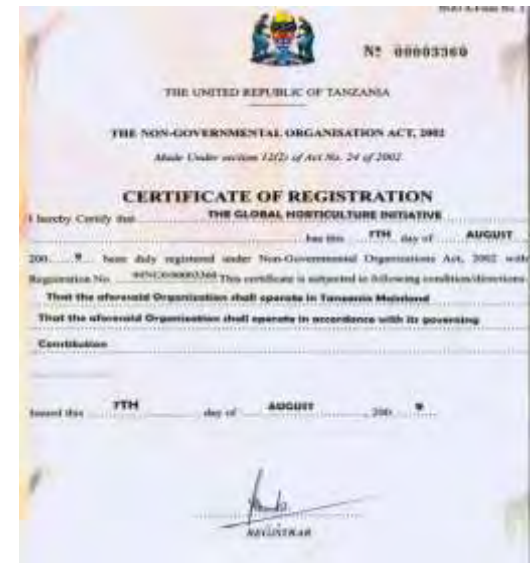 Nº 00003360
THE UNITED REPUBLIC OF TANZANIA
THE NON-GOVERNMENTAL ORGANISATION ACT, 2002
Made Under section 12(2) of Act No. 24 of 2002
CERTIFICATE OF REGISTRATION
I hereby Certify that THE GLOBAL HORTICULTURE INITIATIVE
has this 7TH day of AUGUST
200 9 been duly registered under Non-Governmental Organizations Act, 2002 with
Registration No. This certificate is subjected to following condition/directions
That the aforesaid Organization shall operate in Tanzania Mainland
That the aforesaid Organisation shall operate in accordance with its governing
Constitution
Issued this 7TH day of AUGUST 200 9
REGISTRAR